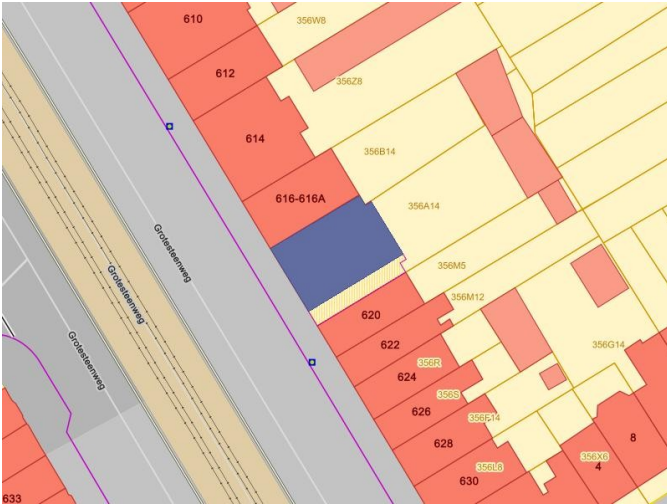 610
356W8
612
356Z8
614
356B14
616-616A
356A14
Grotesteenweg
356M5
Grotesteenweg
356M12
620
622
356G14
Grotesteenweg
356R
624
356S
626
356F14
628
8
356X6
356L8
4
630
633